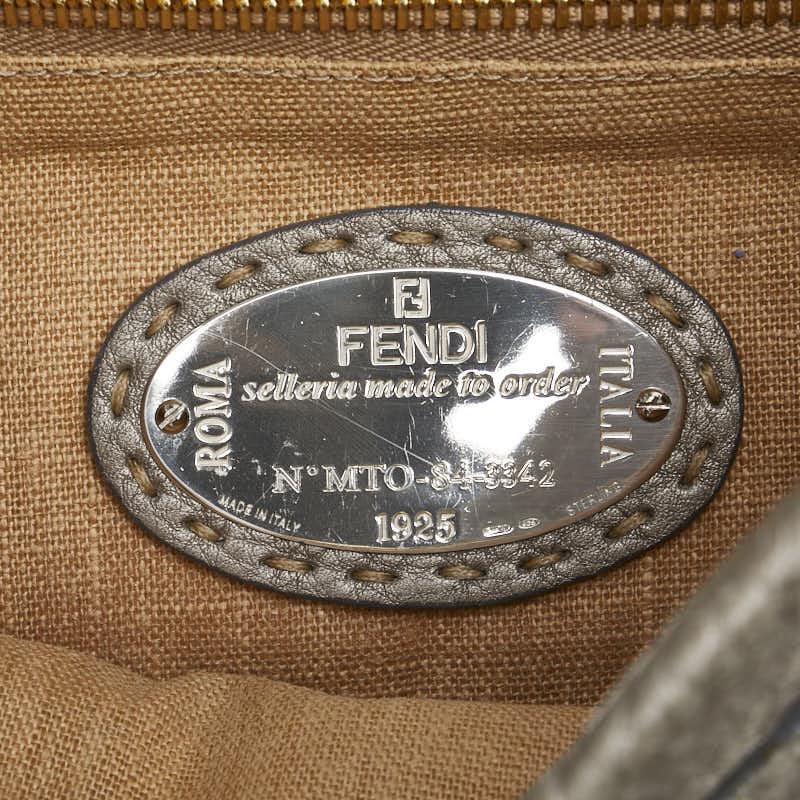 FENDI
selleria made to order
ROMA
ITALIA
N° MTO-84-3342
MADE IN ITALY
1925
STERLING